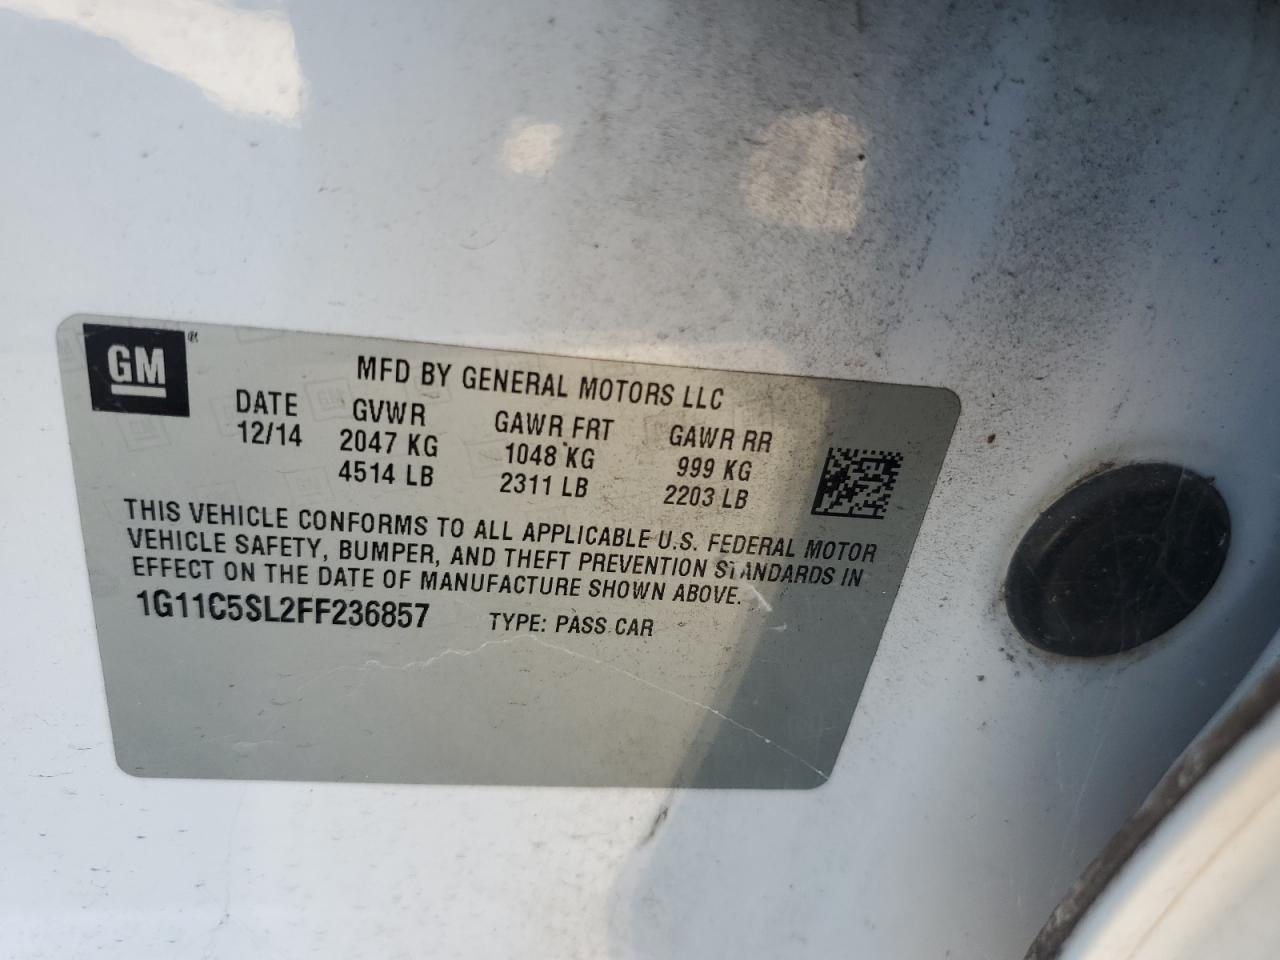 GM®
MFD BY GENERAL MOTORS LLC
DATE GVWR GAWR FRT GAWR RR
12/14 2047 KG 1048 KG 999 KG
4514 LB 2311 LB 2203 LB
THIS VEHICLE CONFORMS TO ALL APPLICABLE U.S. FEDERAL MOTOR
VEHICLE SAFETY, BUMPER, AND THEFT PREVENTION STANDARDS IN
EFFECT ON THE DATE OF MANUFACTURE SHOWN ABOVE.
1G11C5SL2FF236857 TYPE: PASS CAR